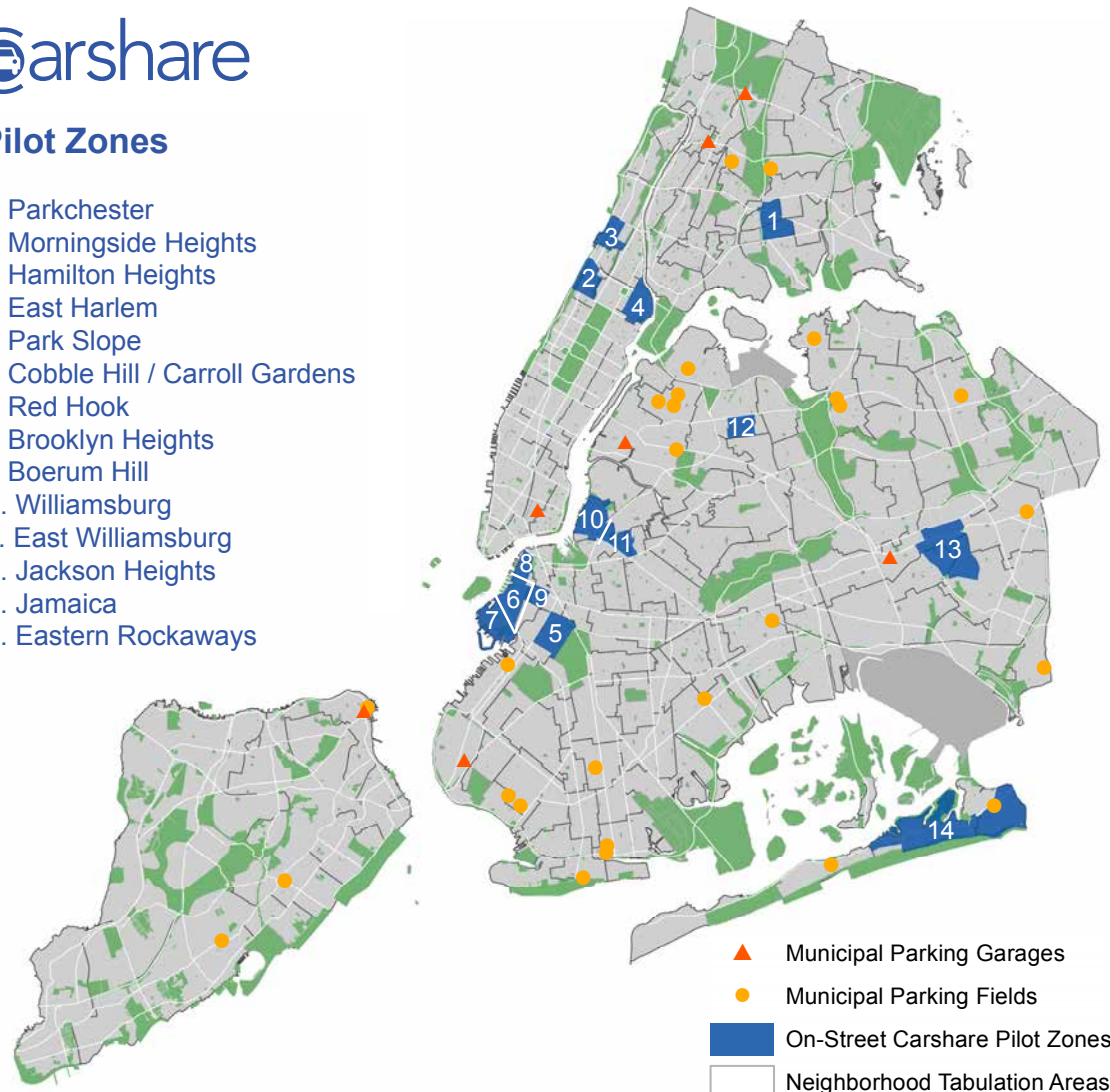 arshare
Pilot Zones
Parkchester
Morningside Heights
Hamilton Heights
East Harlem
Park Slope
Cobble Hill / Carroll Gardens
Red Hook
Brooklyn Heights
Boerum Hill
. Williamsburg
. East Williamsburg
. Jackson Heights
. Jamaica
. Eastern Rockaways
1
3
2
4
12
10
11
13
8
6
9
7
5
14
Municipal Parking Garages
Municipal Parking Fields
On-Street Carshare Pilot Zones
Neighborhood Tabulation Areas